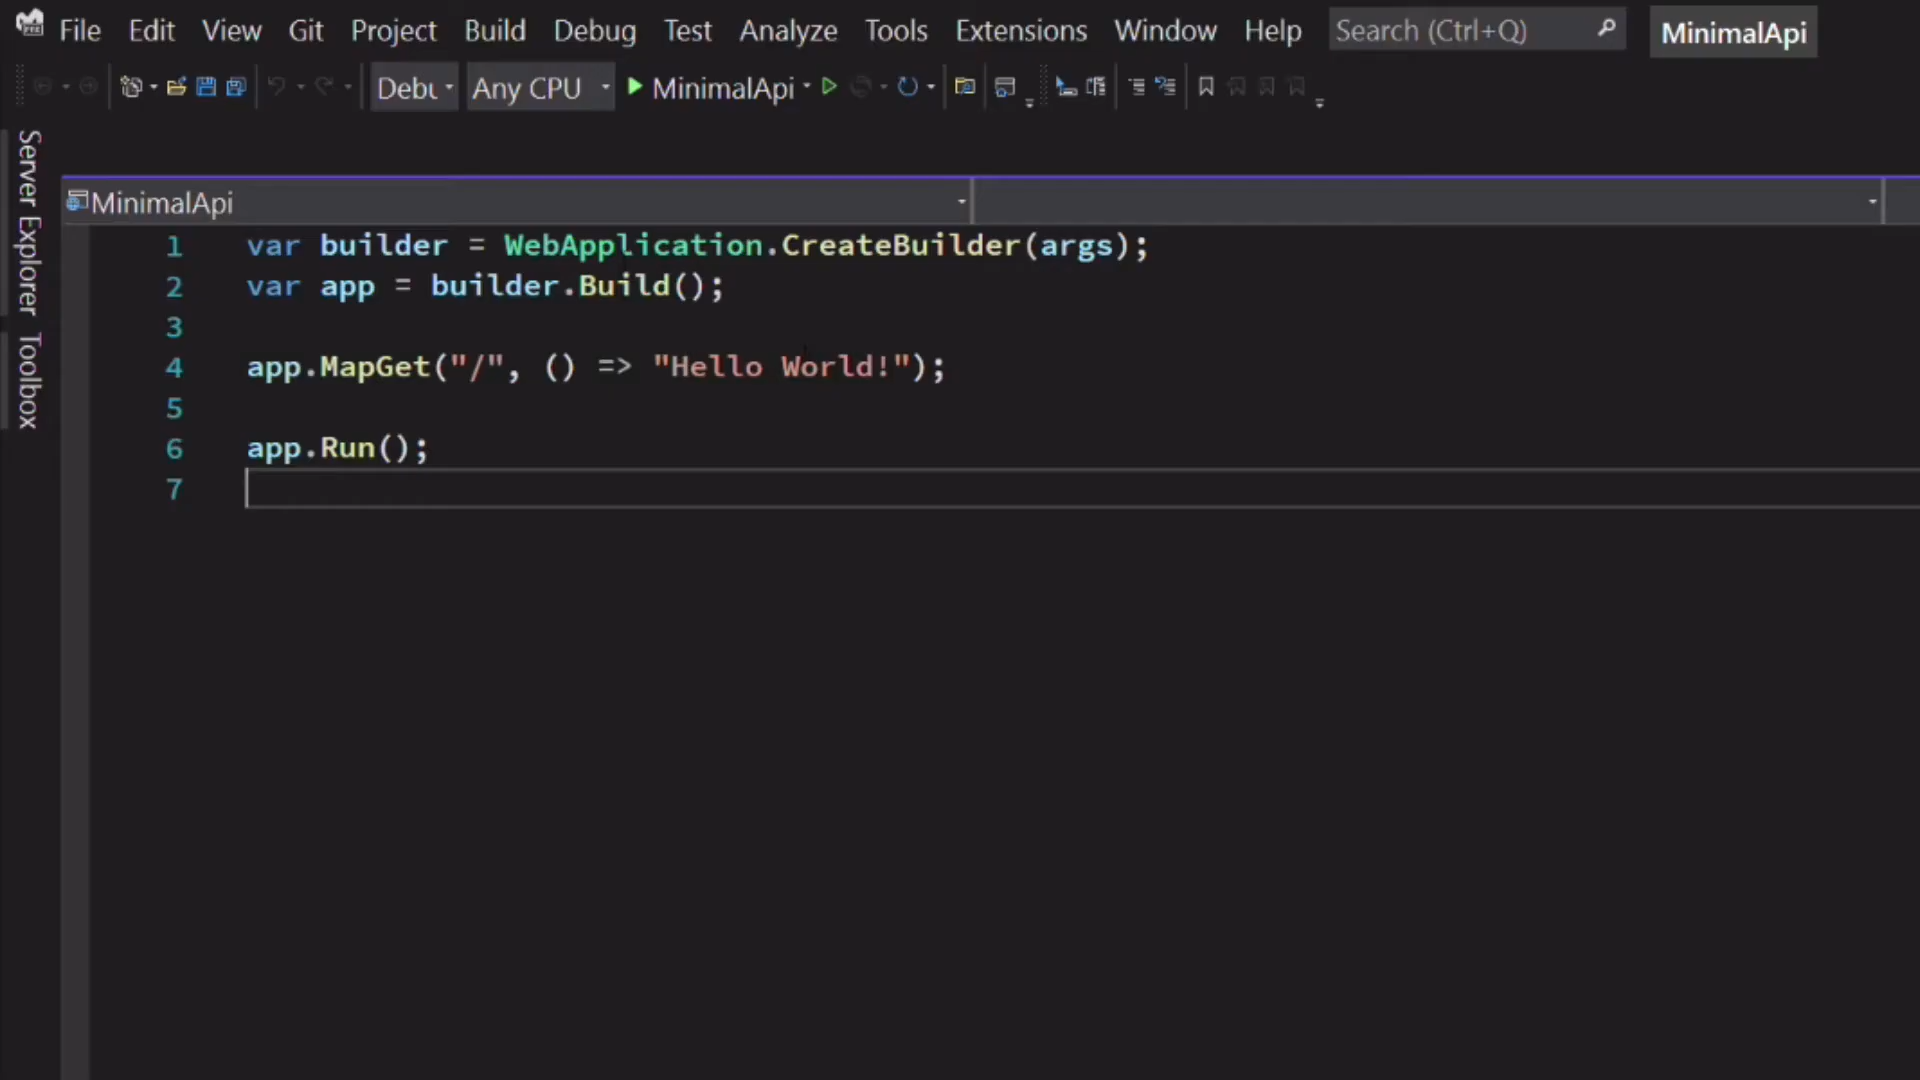 File Edit View Git Project Build Debug Test Analyze Tools Extensions Window Help Search (Ctrl+Q) MinimalApi
Debu Any CPU MinimalApi
Server Explorer
Toolbox
MinimalApi
1 var builder = WebApplication.CreateBuilder(args);
2 var app = builder.Build();
3
4 app.MapGet("/", () => "Hello World!");
5
6 app.Run();
7